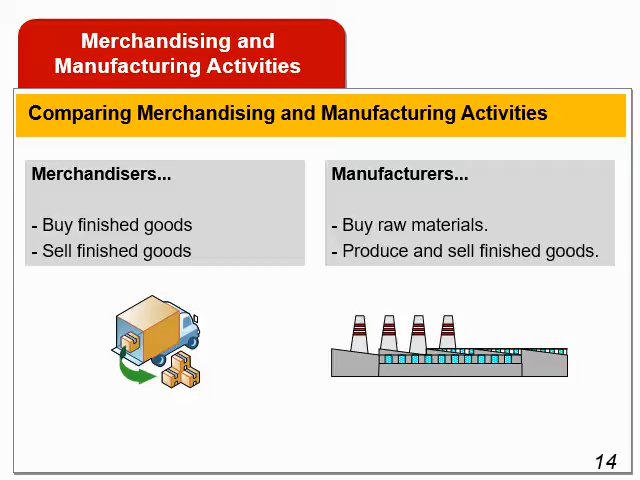 Merchandising and
Manufacturing Activities
Comparing Merchandising and Manufacturing Activities
Merchandisers...
- Buy finished goods
- Sell finished goods
Manufacturers...
- Buy raw materials.
- Produce and sell finished goods.
14